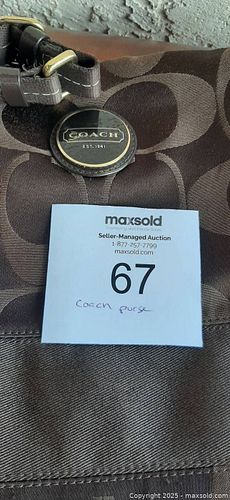 COACH
EST. 1941
maxsold
Seller-Managed Auction
1-877-257-7799
maxsold.com
67
Coach purse
Copyright 2025 - maxsold.com